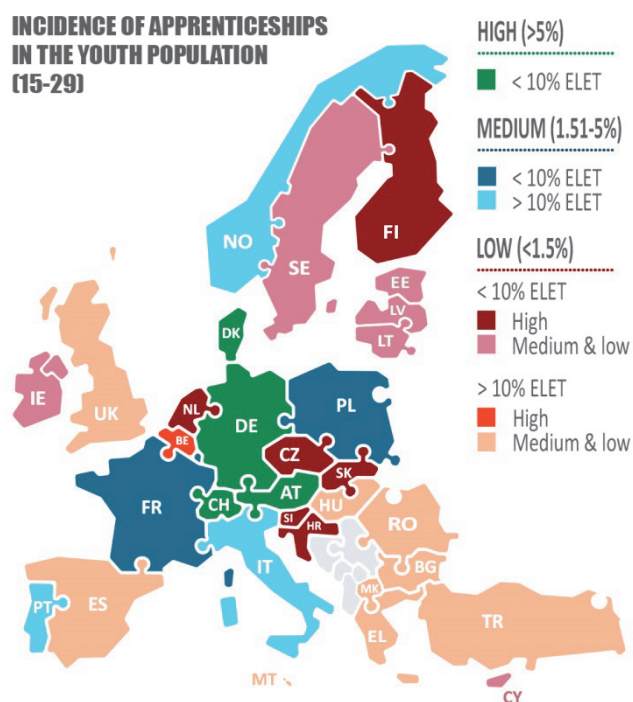 INCIDENCE OF APPRENTICESHIPS
IN THE YOUTH POPULATION
(15-29)
HIGH (>5%)
< 10% ELET
MEDIUM (1.51-5%)
< 10% ELET
> 10% ELET
LOW (<1.5%)
< 10% ELET
High
Medium & low
> 10% ELET
High
Medium & low
NO
SE
FI
EE
LV
LT
DK
IE
UK
NL
BE
DE
PL
CZ
SK
FR
CH
AT
HU
SI
HR
RO
IT
BG
MK
PT
ES
EL
TR
MT
CY